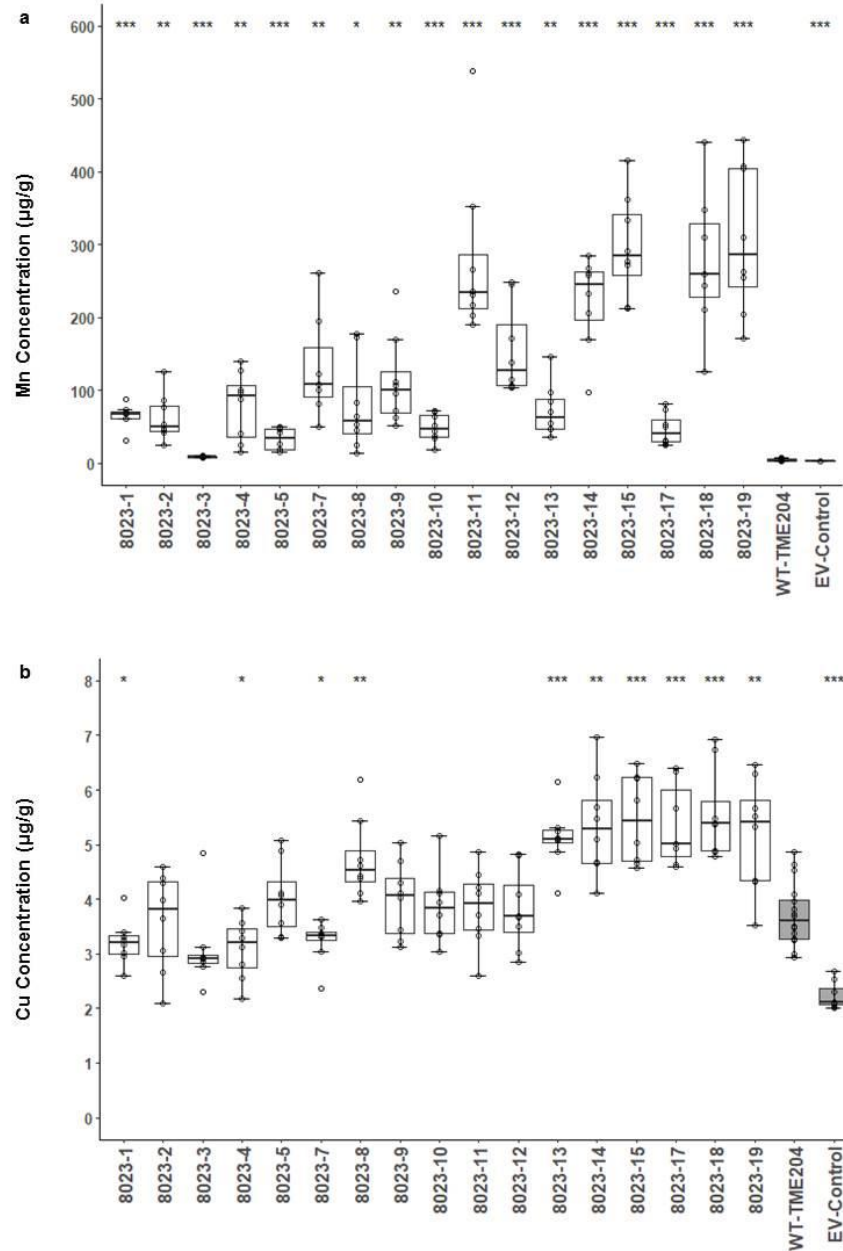 a
*** ** *** ** *** ** * ** *** *** *** ** *** *** *** *** *** ***
600
500
400
300
200
100
0
Mn Concentration (µg/g)
8023-1 8023-2 8023-3 8023-4 8023-5 8023-7 8023-8 8023-9 8023-10 8023-11 8023-12 8023-13 8023-14 8023-15 8023-17 8023-18 8023-19 WT-TME204 EV-Control
b
* * * ** *** ** *** *** *** ** ***
8
7
6
5
4
3
2
1
0
Cu Concentration (µg/g)
8023-1 8023-2 8023-3 8023-4 8023-5 8023-7 8023-8 8023-9 8023-10 8023-11 8023-12 8023-13 8023-14 8023-15 8023-17 8023-18 8023-19 WT-TME204 EV-Control